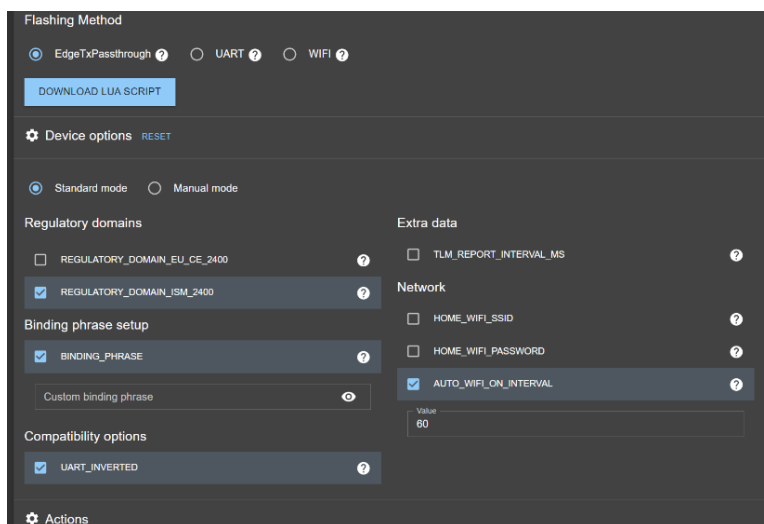 Flashing Method
EdgeTxPassthrough ? UART ? WIFI ?
DOWNLOAD LUA SCRIPT
Device options RESET
Standard mode Manual mode
Regulatory domains
REGULATORY_DOMAIN_EU_CE_2400 ?
REGULATORY_DOMAIN_ISM_2400 ?
Binding phrase setup
BINDING_PHRASE ?
Custom binding phrase
Compatibility options
UART_INVERTED ?
Extra data
TLM_REPORT_INTERVAL_MS ?
Network
HOME_WIFI_SSID ?
HOME_WIFI_PASSWORD ?
AUTO_WIFI_ON_INTERVAL ?
Value
60
Actions